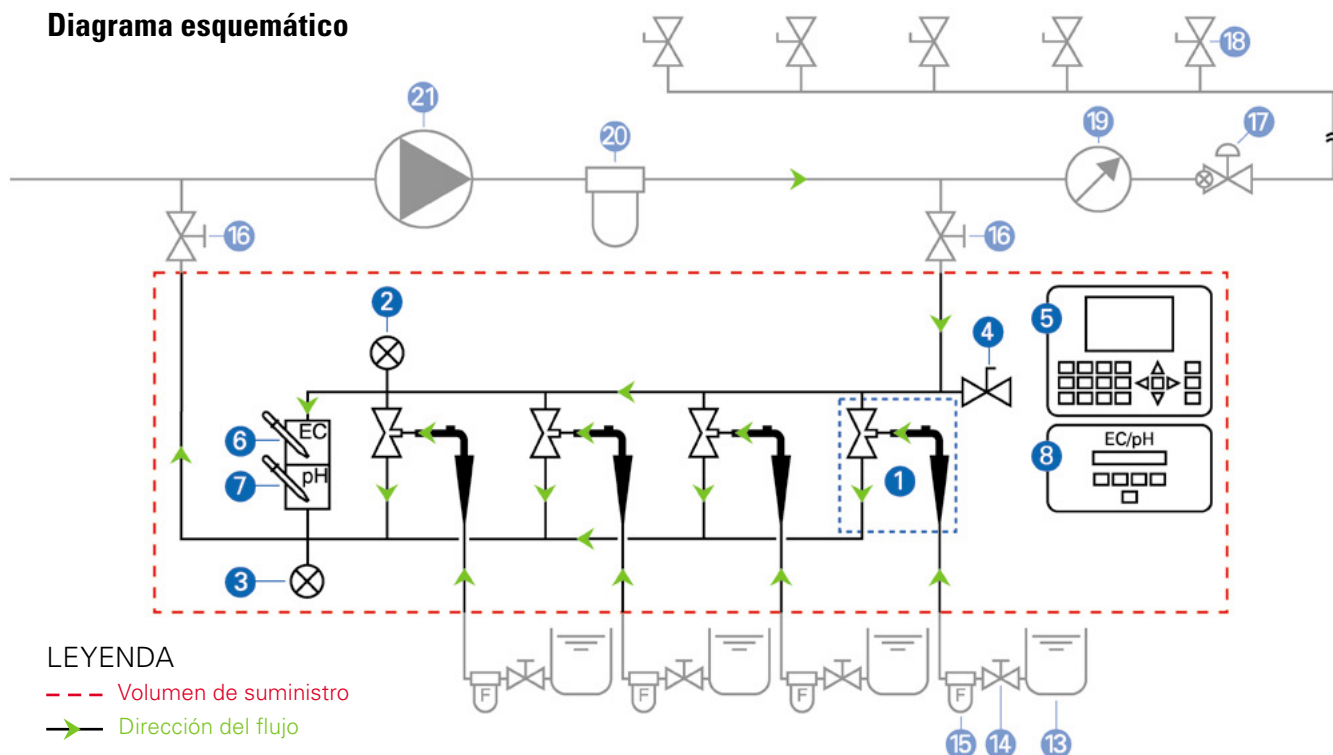 Diagrama esquemático
18
21
20
19
17
16
16
2
5
4
EC
6
pH
7
1
EC/pH
8
3
F
F
F
F
15
14
13
LEYENDA
Volumen de suministro
Dirección del flujo